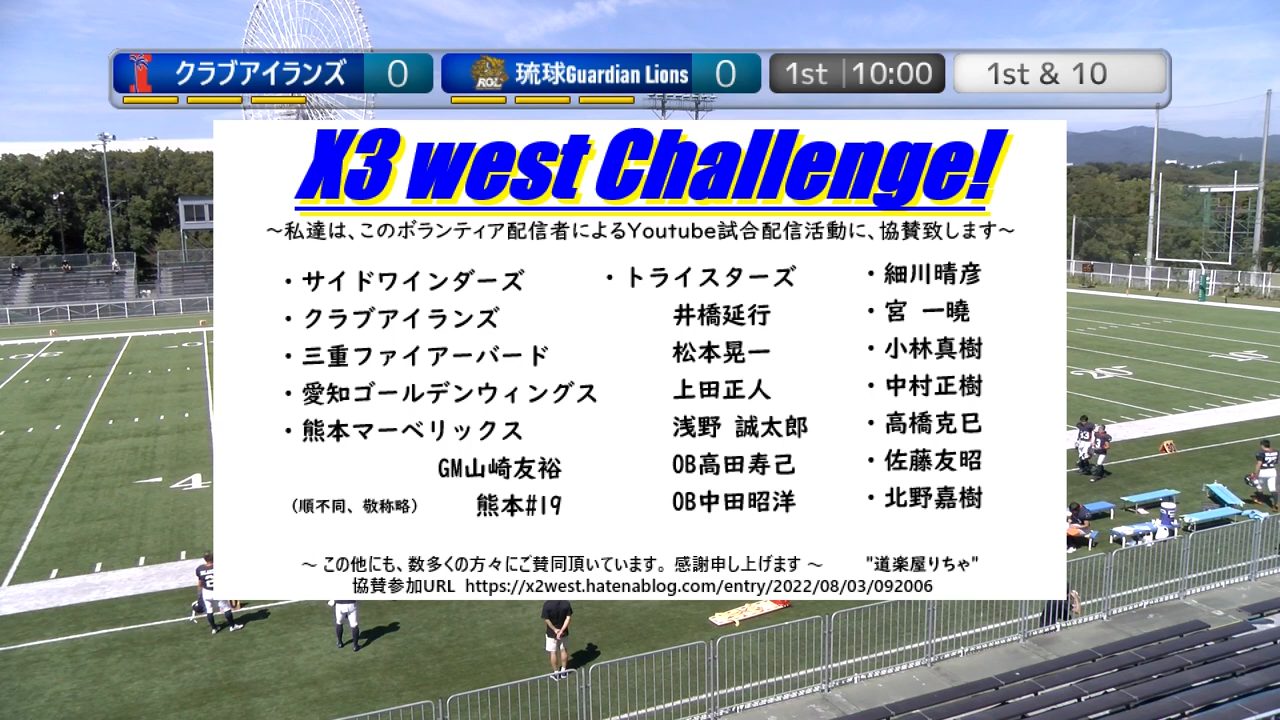 クラブアイランズ 0 ROL 琉球Guardian Lions 0 1st 10:00 1st & 10
X3 west Challenge!
～私達は、このボランティア配信者によるYoutube試合配信活動に、協賛致します～
・サイドワインダーズ
・クラブアイランズ
・三重ファイアーバード
・愛知ゴールデンウィングス
・熊本マーベリックス
GM山崎友裕
（順不同、敬称略） 熊本#19
・トライスターズ
井橋延行
松本晃一
上田正人
浅野 誠太郎
OB高田寿己
OB中田昭洋
・細川晴彦
・宮 一曉
・小林真樹
・中村正樹
・高橋克巳
・佐藤友昭
・北野嘉樹
～ この他にも、数多くの方々にご賛同頂いています。感謝申し上げます ～ "道楽屋りちゃ"
協賛参加URL https://x2west.hatenablog.com/entry/2022/08/03/092006
4
20